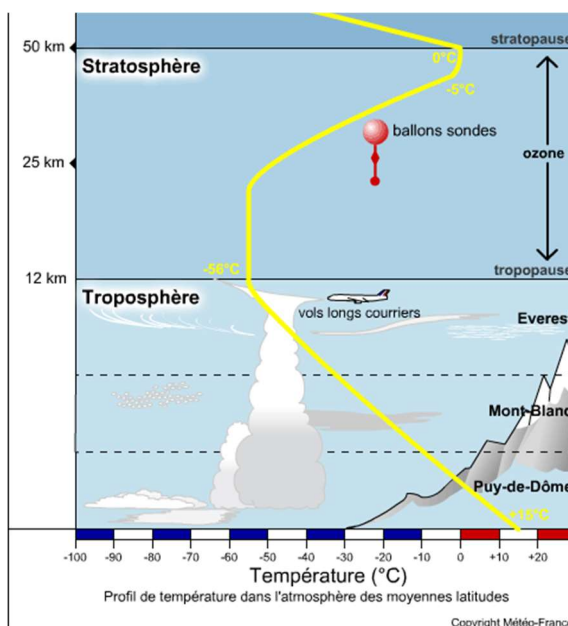 stratopause
50 km
0°C
Stratosphère
-5°C
ballons sondes
ozone
25 km
-56°C
tropopause
12 km
Troposphère
vols longs courriers
Everest
Mont-Blanc
Puy-de-Dôme
+15°C
-100 -90 -80 -70 -60 -50 -40 -30 -20 -10 0 +10 +20
Température (°C)
Profil de température dans l'atmosphère des moyennes latitudes
Copyright Météo-France